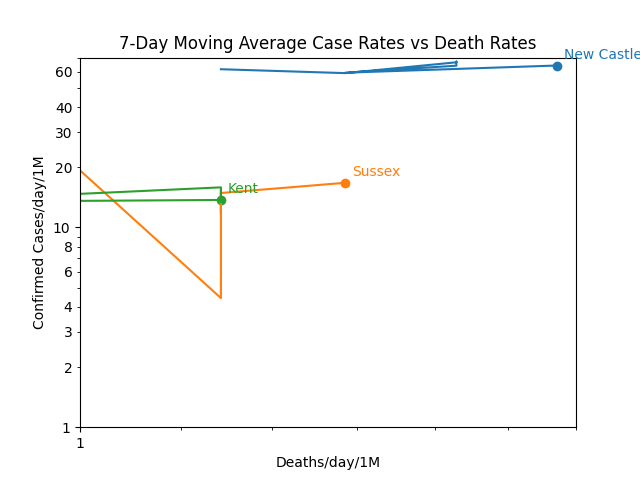 7-Day Moving Average Case Rates vs Death Rates
New Castle
60
40
30
Sussex
20
Kent
10
8
6
4
3
2
1
1
Confirmed Cases/day/1M
Deaths/day/1M